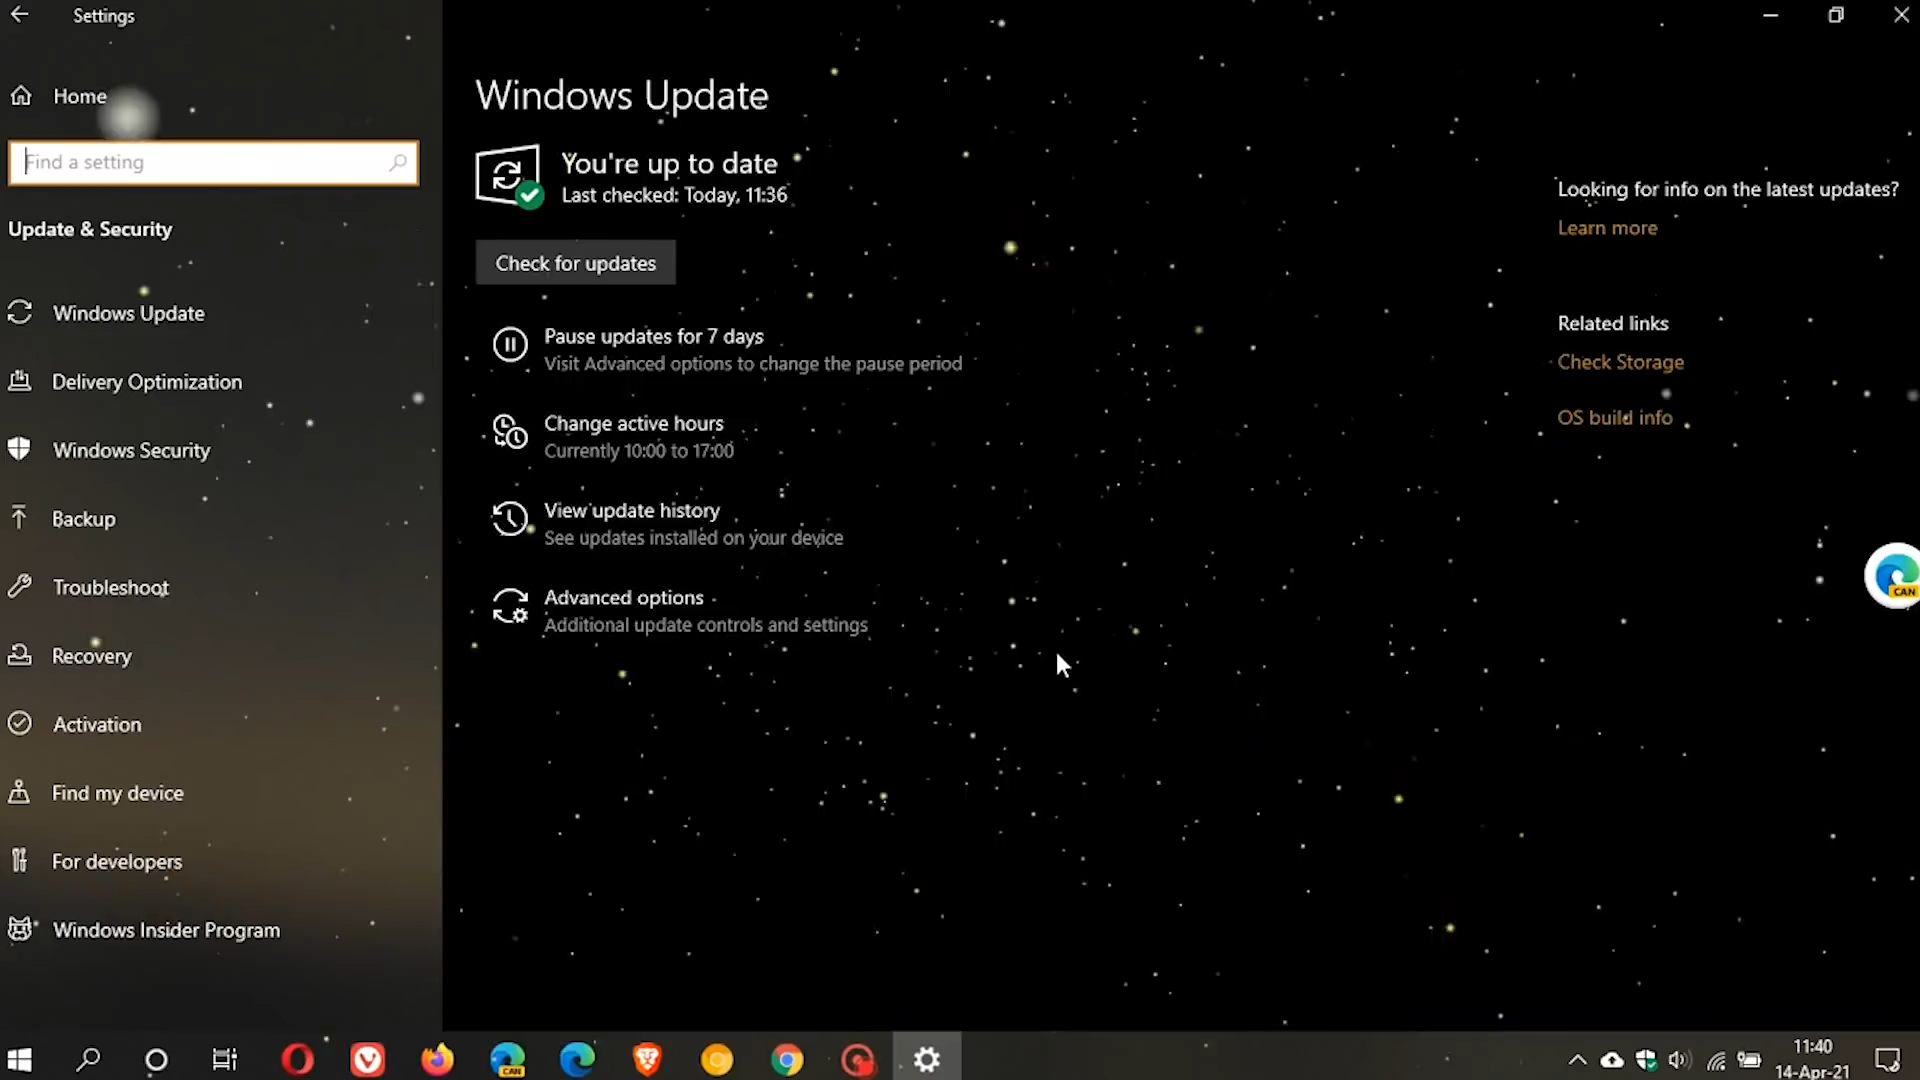 Settings
Home
Find a setting
Update & Security
Windows Update
Delivery Optimization
Windows Security
Backup
Troubleshoot
Recovery
Activation
Find my device
For developers
Windows Insider Program
Windows Update
You're up to date
Last checked: Today, 11:36
Check for updates
Pause updates for 7 days
Visit Advanced options to change the pause period
Change active hours
Currently 10:00 to 17:00
View update history
See updates installed on your device
Advanced options
Additional update controls and settings
Looking for info on the latest updates?
Learn more
Related links
Check Storage
OS build info
CAN
CAN
11:40
14-Apr-21